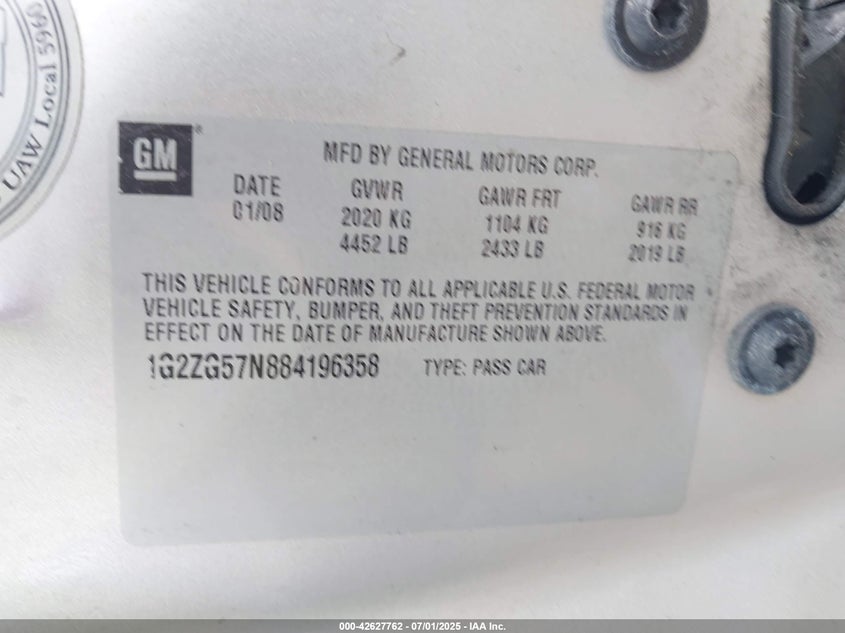 UAW Local 5960
GM
MFD BY GENERAL MOTORS CORP.
DATE GVWR GAWR FRT GAWR RR
01/08 2020 KG 1104 KG 916 KG
4452 LB 2433 LB 2019 LB
THIS VEHICLE CONFORMS TO ALL APPLICABLE U.S. FEDERAL MOTOR
VEHICLE SAFETY, BUMPER, AND THEFT PREVENTION STANDARDS IN
EFFECT ON THE DATE OF MANUFACTURE SHOWN ABOVE.
1G2ZG57N884196358 TYPE: PASS CAR
000-42627762 - 07/01/2025 - IAA Inc.